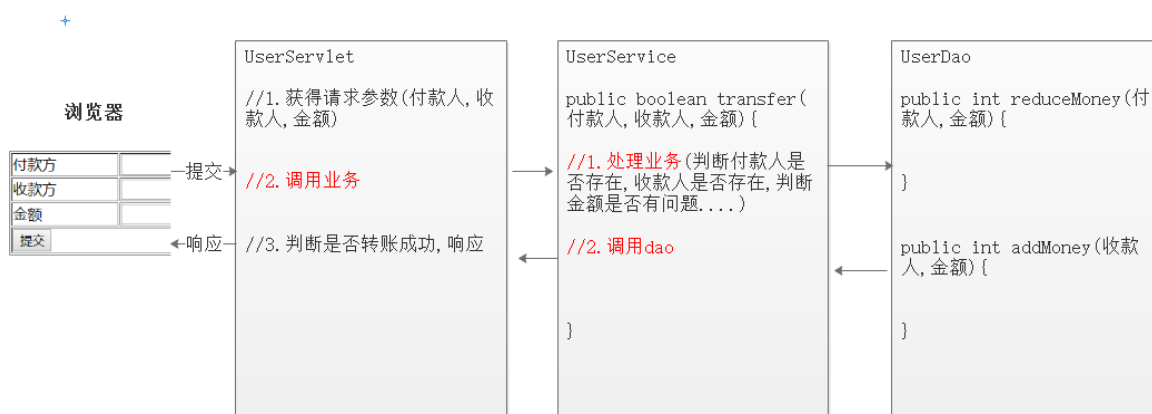 浏览器
付款方
收款方
金额
提交
提交
响应
UserServlet
//1.获得请求参数(付款人,收
款人,金额)
//2.调用业务
//3.判断是否转账成功,响应
UserService
public boolean transfer(
付款人,收款人,金额){
//1.处理业务(判断付款人是
否存在,收款人是否存在,判断
金额是否有问题....)
//2.调用dao
}
UserDao
public int reduceMoney(付
款人,金额){
}
public int addMoney(收款
人,金额){
}